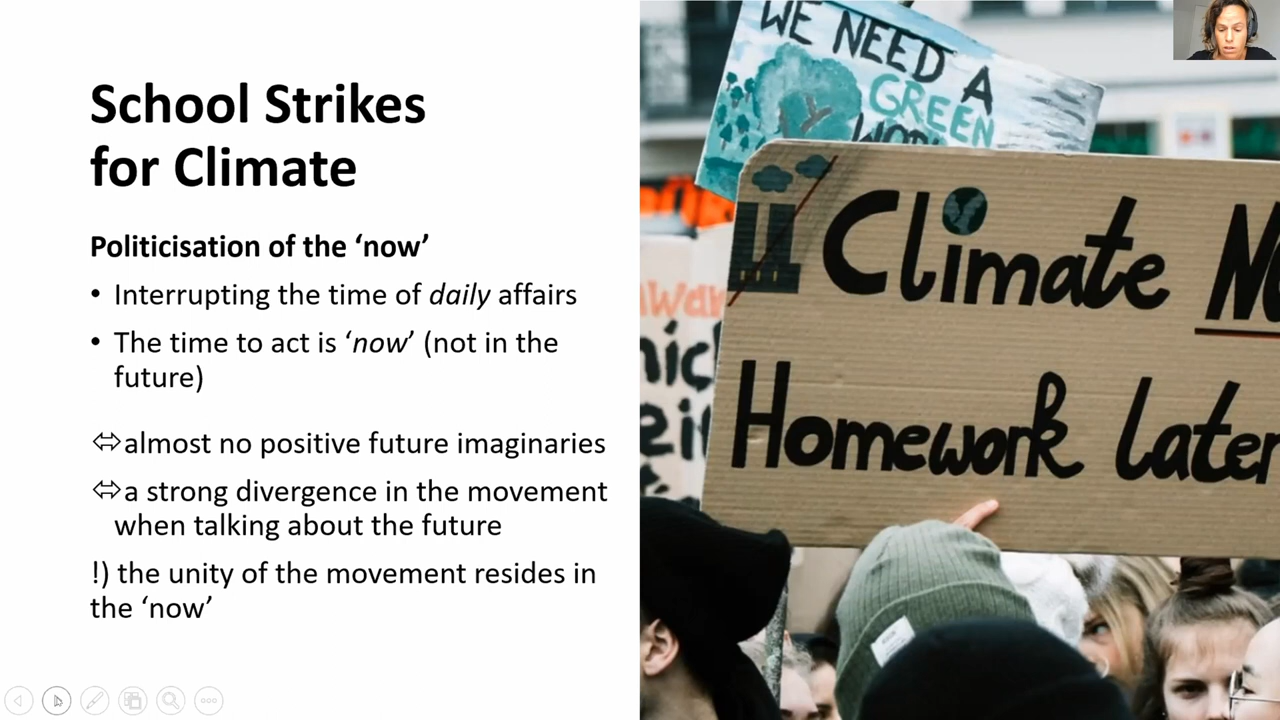 School Strikes
for Climate
Politicisation of the ‘now’
• Interrupting the time of daily affairs
• The time to act is ‘now’ (not in the
future)
⬄almost no positive future imaginaries
⬄a strong divergence in the movement
when talking about the future
!) the unity of the movement resides in
the ‘now’
WE NEED A
GREEN
Climate
Homework Later